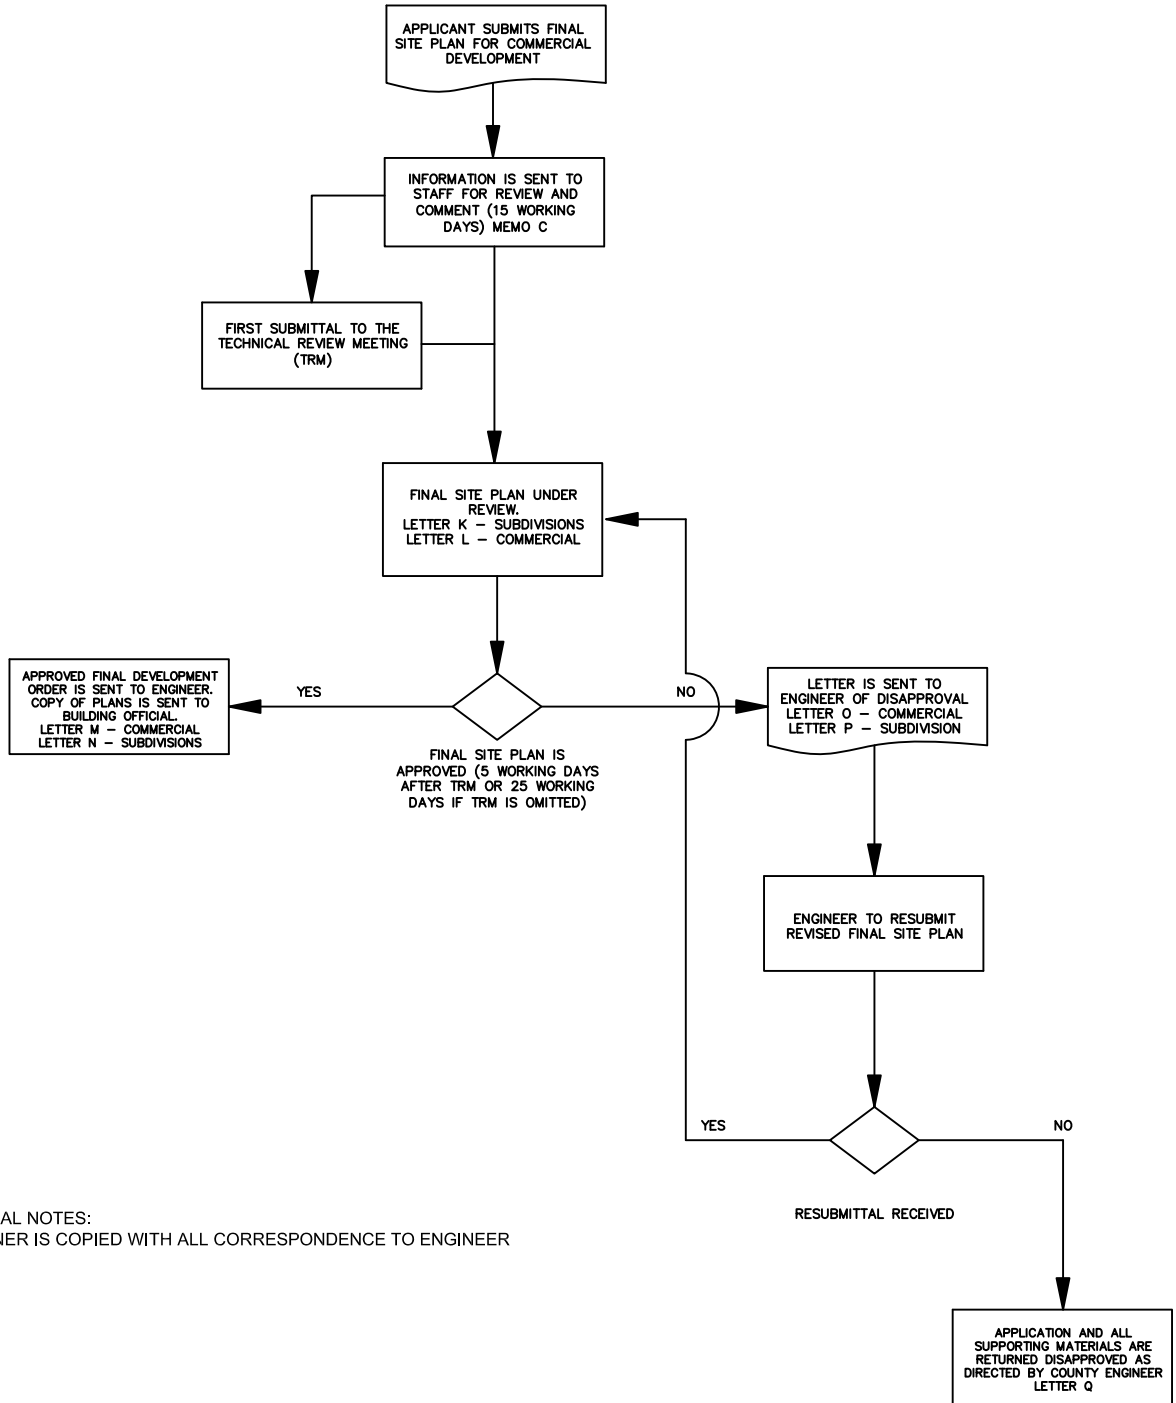 APPLICANT SUBMITS FINAL
SITE PLAN FOR COMMERCIAL
DEVELOPMENT
INFORMATION IS SENT TO
STAFF FOR REVIEW AND
COMMENT (15 WORKING
DAYS) MEMO C
FIRST SUBMITTAL TO THE
TECHNICAL REVIEW MEETING
(TRM)
FINAL SITE PLAN UNDER
REVIEW.
LETTER K – SUBDIVISIONS
LETTER L – COMMERCIAL
APPROVED FINAL DEVELOPMENT
ORDER IS SENT TO ENGINEER.
COPY OF PLANS IS SENT TO
BUILDING OFFICIAL.
LETTER M – COMMERCIAL
LETTER N – SUBDIVISIONS
YES
NO
FINAL SITE PLAN IS
APPROVED (5 WORKING DAYS
AFTER TRM OR 25 WORKING
DAYS IF TRM IS OMITTED)
LETTER IS SENT TO
ENGINEER OF DISAPPROVAL
LETTER O – COMMERCIAL
LETTER P – SUBDIVISION
ENGINEER TO RESUBMIT
REVISED FINAL SITE PLAN
YES
NO
RESUBMITTAL RECEIVED
AL NOTES:
NER IS COPIED WITH ALL CORRESPONDENCE TO ENGINEER
APPLICATION AND ALL
SUPPORTING MATERIALS ARE
RETURNED DISAPPROVED AS
DIRECTED BY COUNTY ENGINEER
LETTER Q